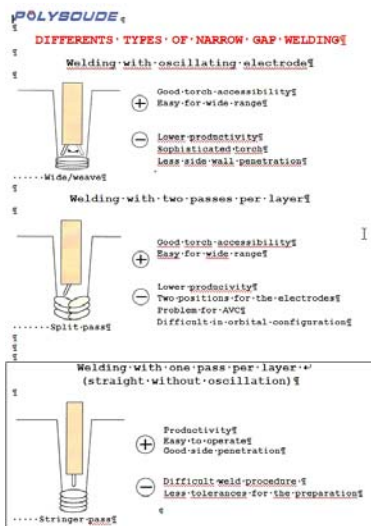 POLYSOUDE
DIFFERENTS TYPES OF NARROW GAP WELDING
Welding with oscillating electrode
Good torch accessibility
Easy for wide range
Lower productivity
Sophisticated torch
Less side wall penetration
......Wide/weave
Welding with two passes per layer
Good torch accessibility
Easy for wide range
Lower producivity
Two positions for the electrodes
Problem for AVC
Difficult in orbital configuration
.......Split pass
Welding with one pass per layer
(straight without oscillation)
Productivity
Easy to operate
Good side penetration
Difficult weld procedure
Less tolerances for the preparation
.....Stringer pass